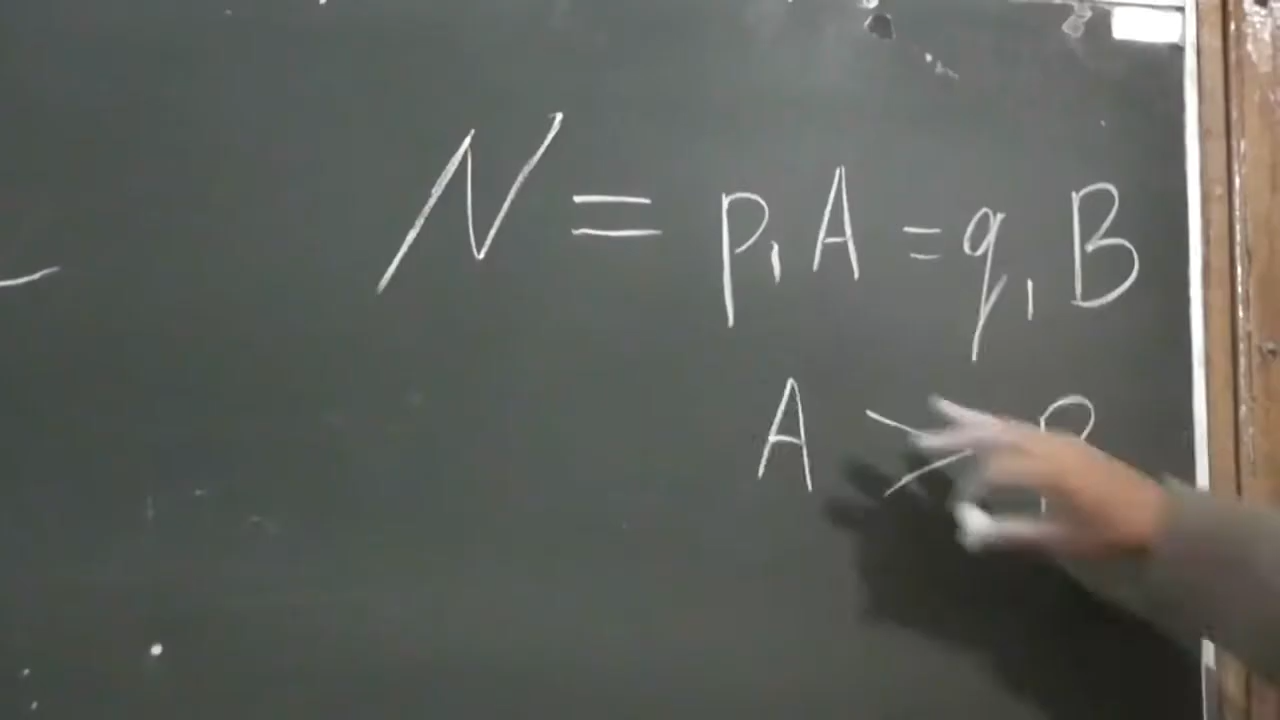 N = p₁A = q₁B
A > B